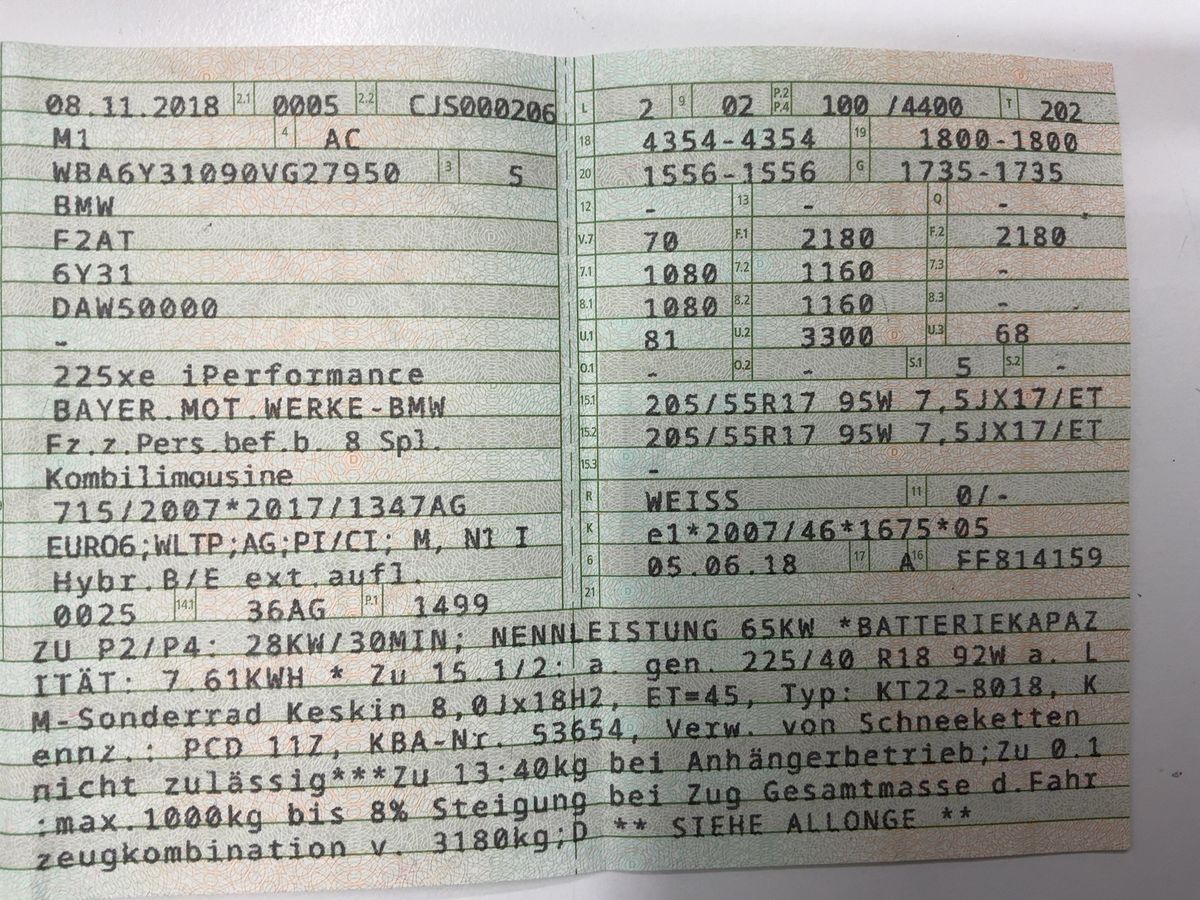 08.11.2018 2.1 0005 2.2 CJS000206
M1 4 AC
WBA6Y31090VG27950 3 5
BMW
F2AT
6Y31
DAW50000
-
225xe iPerformance
BAYER.MOT.WERKE-BMW
Fz.z.Pers.bef.b. 8 Spl.
Kombilimousine
715/2007*2017/1347AG
EURO6;WLTP;AG;PI/CI; M, N1 I
Hybr.B/E ext.aufl.
0025 14.1 36AG P.1 1499
L 2 9 02 P.2 P.4 100 /4400 T 202
18 4354-4354 19 1800-1800
20 1556-1556 G 1735-1735
12 - 13 - Q -
V.7 70 F.1 2180 F.2 2180
7.1 1080 7.2 1160 7.3 -
8.1 1080 8.2 1160 8.3 -
U.1 81 U.2 3300 U.3 68
O.1 - O.2 - S.1 5 S.2 -
15.1 205/55R17 95W 7,5JX17/ET
15.2 205/55R17 95W 7,5JX17/ET
15.3 -
R WEISS 11 0/-
K e1*2007/46*1675*05
6 05.06.18 17 A 16 FF814159
21
ZU P2/P4: 28KW/30MIN; NENNLEISTUNG 65KW *BATTERIEKAPAZ
ITÄT: 7.61KWH * Zu 15.1/2: a. gen. 225/40 R18 92W a. L
M-Sonderrad Keskin 8,0Jx18H2, ET=45, Typ: KT22-8018, K
ennz.: PCD 11Z, KBA-Nr. 53654, Verw. von Schneeketten
nicht zulässig***Zu 13:40kg bei Anhängerbetrieb;Zu 0.1
:max.1000kg bis 8% Steigung bei Zug Gesamtmasse d.Fahr
zeugkombination v. 3180kg;D ** SIEHE ALLONGE **